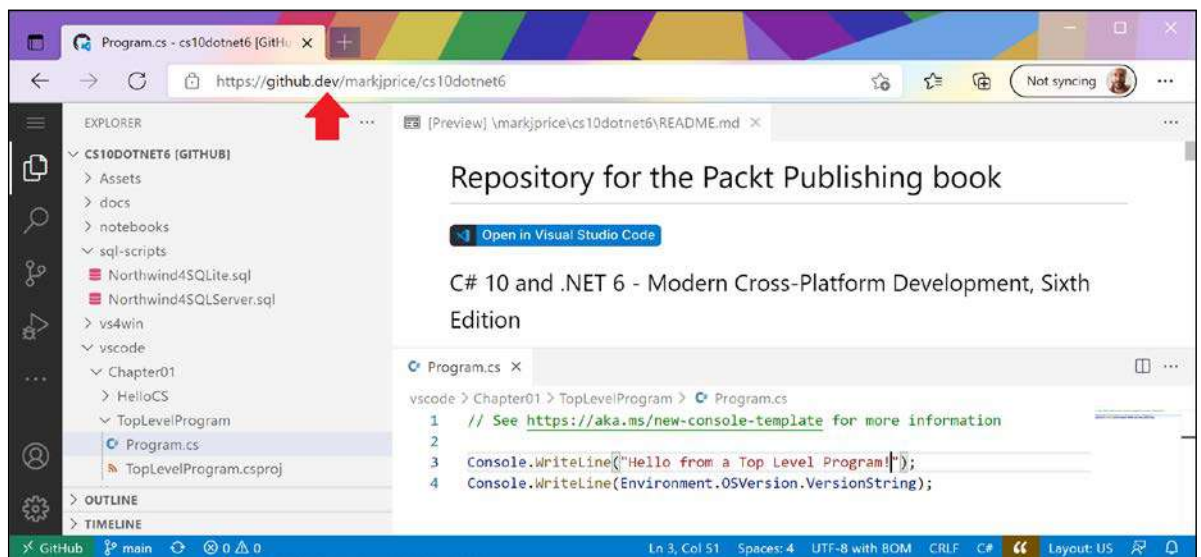 Program.cs - cs10dotnet6 [GitHu
https://github.dev/markjprice/cs10dotnet6
Not syncing
EXPLORER
CS10DOTNET6 [GITHUB]
Assets
docs
notebooks
sql-scripts
Northwind4SQLite.sql
Northwind4SQLServer.sql
vs4win
vscode
Chapter01
HelloCS
TopLevelProgram
Program.cs
TopLevelProgram.csproj
OUTLINE
TIMELINE
[Preview] \markjprice\cs10dotnet6\README.md
Repository for the Packt Publishing book
Open in Visual Studio Code
C# 10 and .NET 6 - Modern Cross-Platform Development, Sixth
Edition
Program.cs
vscode > Chapter01 > TopLevelProgram > Program.cs
1 // See https://aka.ms/new-console-template for more information
2
3 Console.WriteLine("Hello from a Top Level Program!");
4 Console.WriteLine(Environment.OSVersion.VersionString);
GitHub main 0 0 Ln 3, Col 51 Spaces: 4 UTF-8 with BOM CRLF C# Layout: US